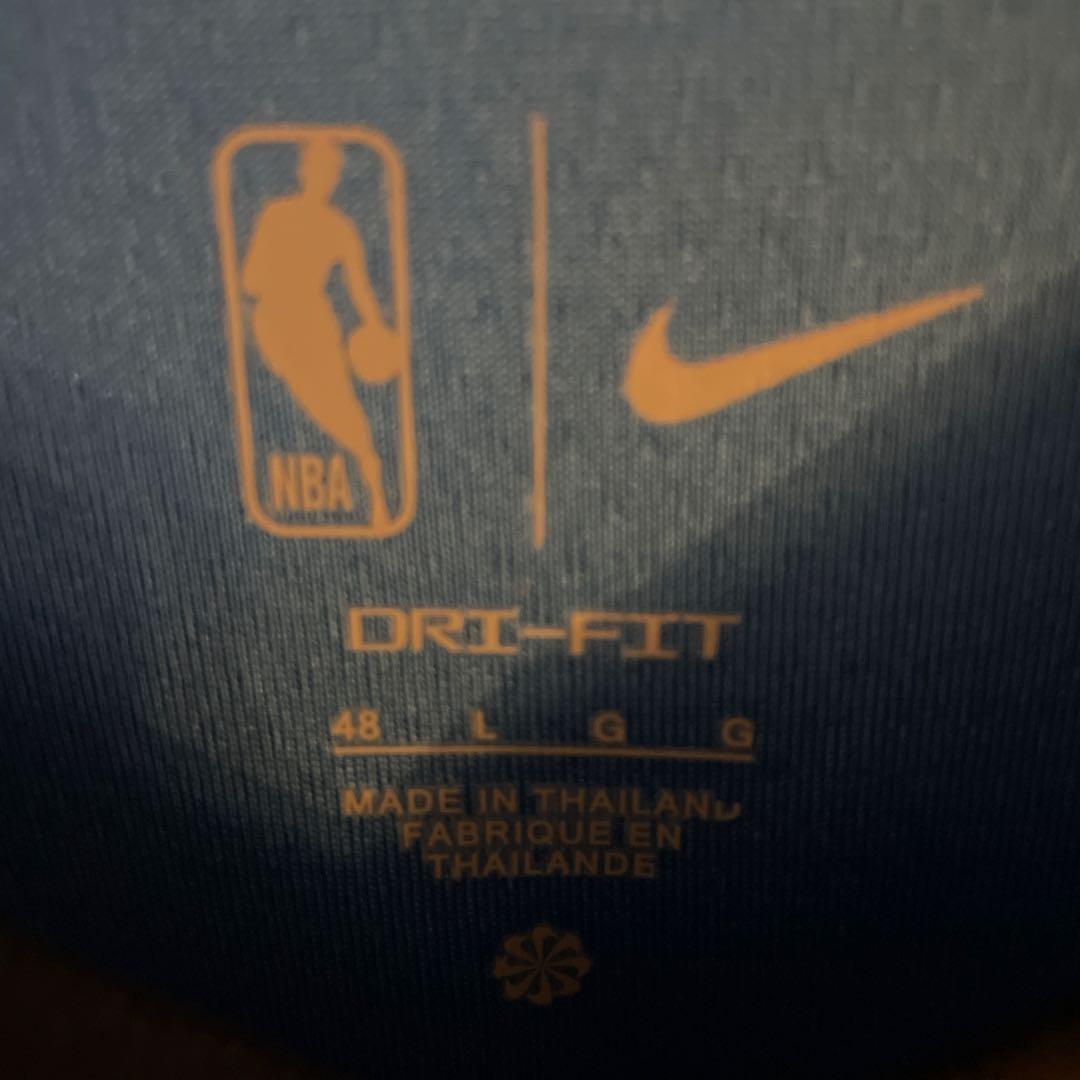 NBA
DRI-FIT
48 L G G
MADE IN THAILAND
FABRIQUE EN
THAILANDE